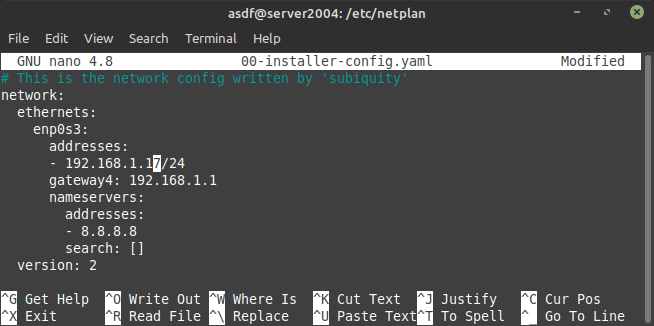 asdf@server2004: /etc/netplan
File Edit View Search Terminal Help
GNU nano 4.8 00-installer-config.yaml Modified
# This is the network config written by 'subiquity'
network:
  ethernets:
    enp0s3:
      addresses:
      - 192.168.1.17/24
      gateway4: 192.168.1.1
      nameservers:
        addresses:
        - 8.8.8.8
        search: []
  version: 2
^G Get Help ^O Write Out ^W Where Is ^K Cut Text ^J Justify ^C Cur Pos
^X Exit ^R Read File ^\ Replace ^U Paste Text ^T To Spell ^_ Go To Line